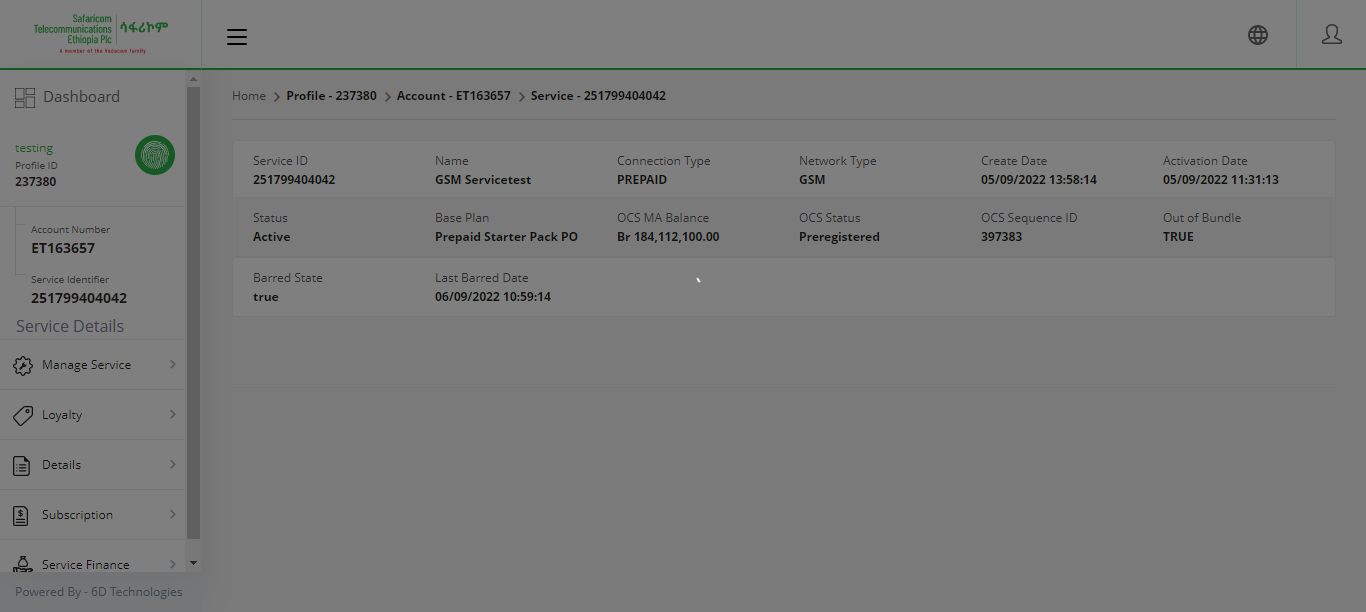 Safaricom
Telecommunications
Ethiopia Plc
ሳፋሪኮም
A member of the Vodacom family
Dashboard
testing
Profile ID
237380
Account Number
ET163657
Service Identifier
251799404042
Service Details
Manage Service
Loyalty
Details
Subscription
Service Finance
Powered By - 6D Technologies
Home > Profile - 237380 > Account - ET163657 > Service - 251799404042
Service ID Name Connection Type Network Type Create Date Activation Date
251799404042 GSM Servicetest PREPAID GSM 05/09/2022 13:58:14 05/09/2022 11:31:13
Status Base Plan OCS MA Balance OCS Status OCS Sequence ID Out of Bundle
Active Prepaid Starter Pack PO Br 184,112,100.00 Preregistered 397383 TRUE
Barred State Last Barred Date
true 06/09/2022 10:59:14